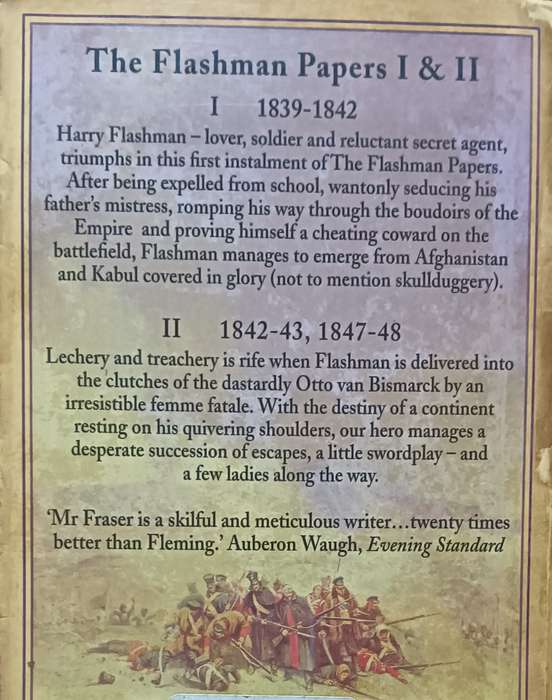 The Flashman Papers I & II
I 1839-1842
Harry Flashman – lover, soldier and reluctant secret agent,
triumphs in this first instalment of The Flashman Papers.
After being expelled from school, wantonly seducing his
father's mistress, romping his way through the boudoirs of the
Empire and proving himself a cheating coward on the
battlefield, Flashman manages to emerge from Afghanistan
and Kabul covered in glory (not to mention skullduggery).
II 1842-43, 1847-48
Lechery and treachery is rife when Flashman is delivered into
the clutches of the dastardly Otto van Bismarck by an
irresistible femme fatale. With the destiny of a continent
resting on his quivering shoulders, our hero manages a
desperate succession of escapes, a little swordplay – and
a few ladies along the way.
'Mr Fraser is a skilful and meticulous writer...twenty times
better than Fleming.' Auberon Waugh, Evening Standard